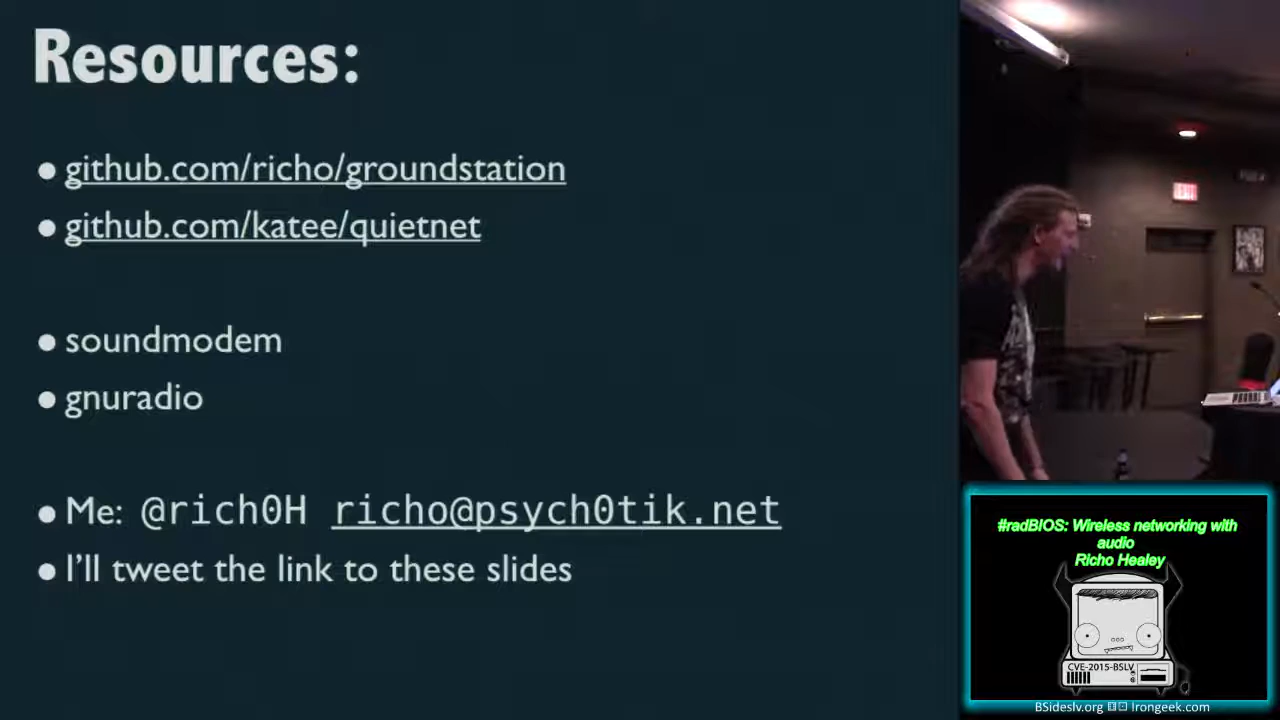 Resources:
github.com/richo/groundstation
github.com/katee/quietnet
soundmodem
gnuradio
Me: @rich0H richo@psych0tik.net
I'll tweet the link to these slides
EXIT
#radBIOS: Wireless networking with
audio
Richo Healey
CVE-2015-BSLV
BSideslv.org Irongeek.com